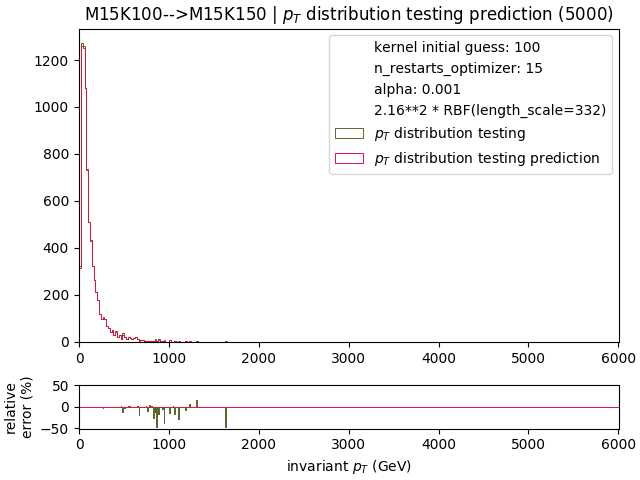 M15K100-->M15K150 | p_T distribution testing prediction (5000)
kernel initial guess: 100
n_restarts_optimizer: 15
alpha: 0.001
2.16**2 * RBF(length_scale=332)
p_T distribution testing
p_T distribution testing prediction
1200
1000
800
600
400
200
0
0 1000 2000 3000 4000 5000 6000
relative
error (%)
50
0
−50
0 1000 2000 3000 4000 5000 6000
invariant p_T (GeV)